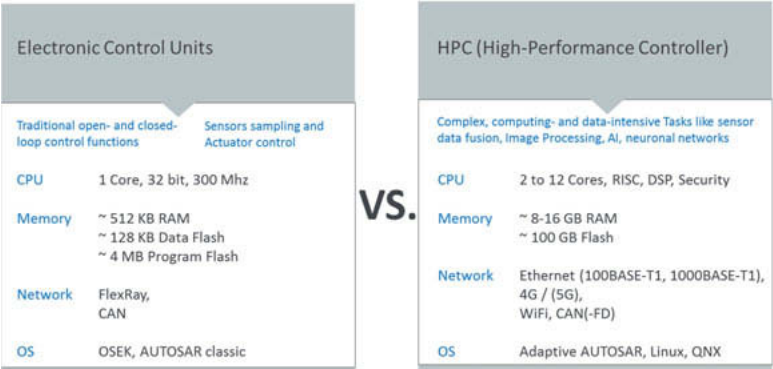 Electronic Control Units
Traditional open- and closed-
loop control functions
Sensors sampling and
Actuator control
CPU 1 Core, 32 bit, 300 Mhz
Memory ~ 512 KB RAM
~ 128 KB Data Flash
~ 4 MB Program Flash
Network FlexRay,
CAN
OS OSEK, AUTOSAR classic
VS.
HPC (High-Performance Controller)
Complex, computing- and data-intensive Tasks like sensor
data fusion, Image Processing, AI, neuronal networks
CPU 2 to 12 Cores, RISC, DSP, Security
Memory ~ 8-16 GB RAM
~ 100 GB Flash
Network Ethernet (100BASE-T1, 1000BASE-T1),
4G / (5G),
WiFi, CAN(-FD)
OS Adaptive AUTOSAR, Linux, QNX